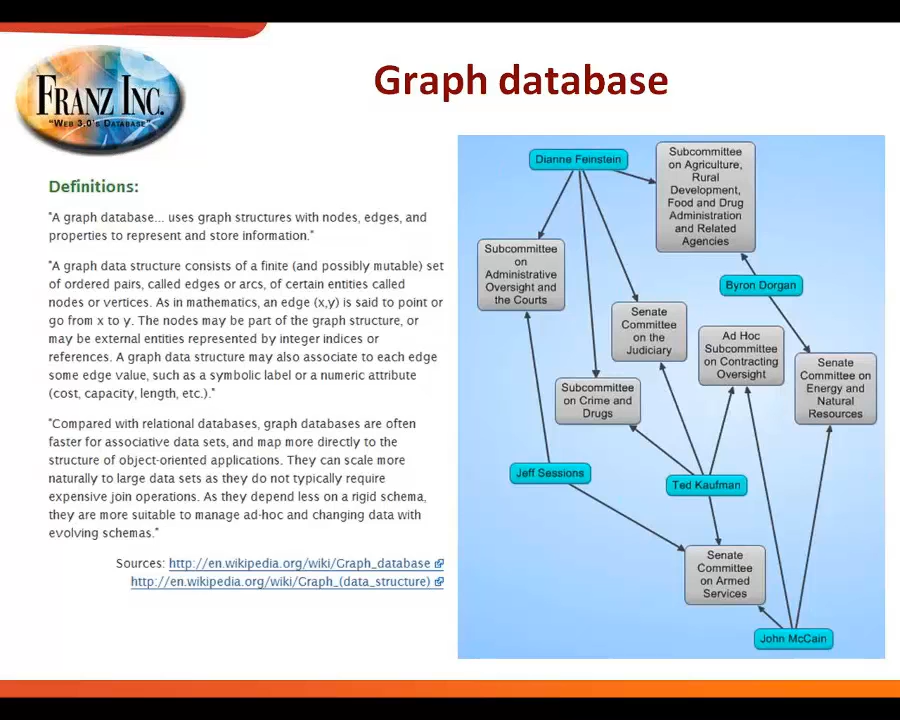 FRANZ INC.
"WEB 3.0'S DATABASE"
Graph database
Definitions:
"A graph database... uses graph structures with nodes, edges, and
properties to represent and store information."
"A graph data structure consists of a finite (and possibly mutable) set
of ordered pairs, called edges or arcs, of certain entities called
nodes or vertices. As in mathematics, an edge (x,y) is said to point or
go from x to y. The nodes may be part of the graph structure, or
may be external entities represented by integer indices or
references. A graph data structure may also associate to each edge
some edge value, such as a symbolic label or a numeric attribute
(cost, capacity, length, etc.)."
"Compared with relational databases, graph databases are often
faster for associative data sets, and map more directly to the
structure of object-oriented applications. They can scale more
naturally to large data sets as they do not typically require
expensive join operations. As they depend less on a rigid schema,
they are more suitable to manage ad-hoc and changing data with
evolving schemas."
Sources: http://en.wikipedia.org/wiki/Graph_database
http://en.wikipedia.org/wiki/Graph_(data_structure)
Dianne Feinstein
Subcommittee
on Agriculture,
Rural
Development,
Food and Drug
Administration
and Related
Agencies
Subcommittee
on
Administrative
Oversight and
the Courts
Byron Dorgan
Senate
Committee
on the
Judiciary
Ad Hoc
Subcommittee
on Contracting
Oversight
Senate
Committee on
Energy and
Natural
Resources
Subcommittee
on Crime and
Drugs
Jeff Sessions
Ted Kaufman
Senate
Committee
on Armed
Services
John McCain